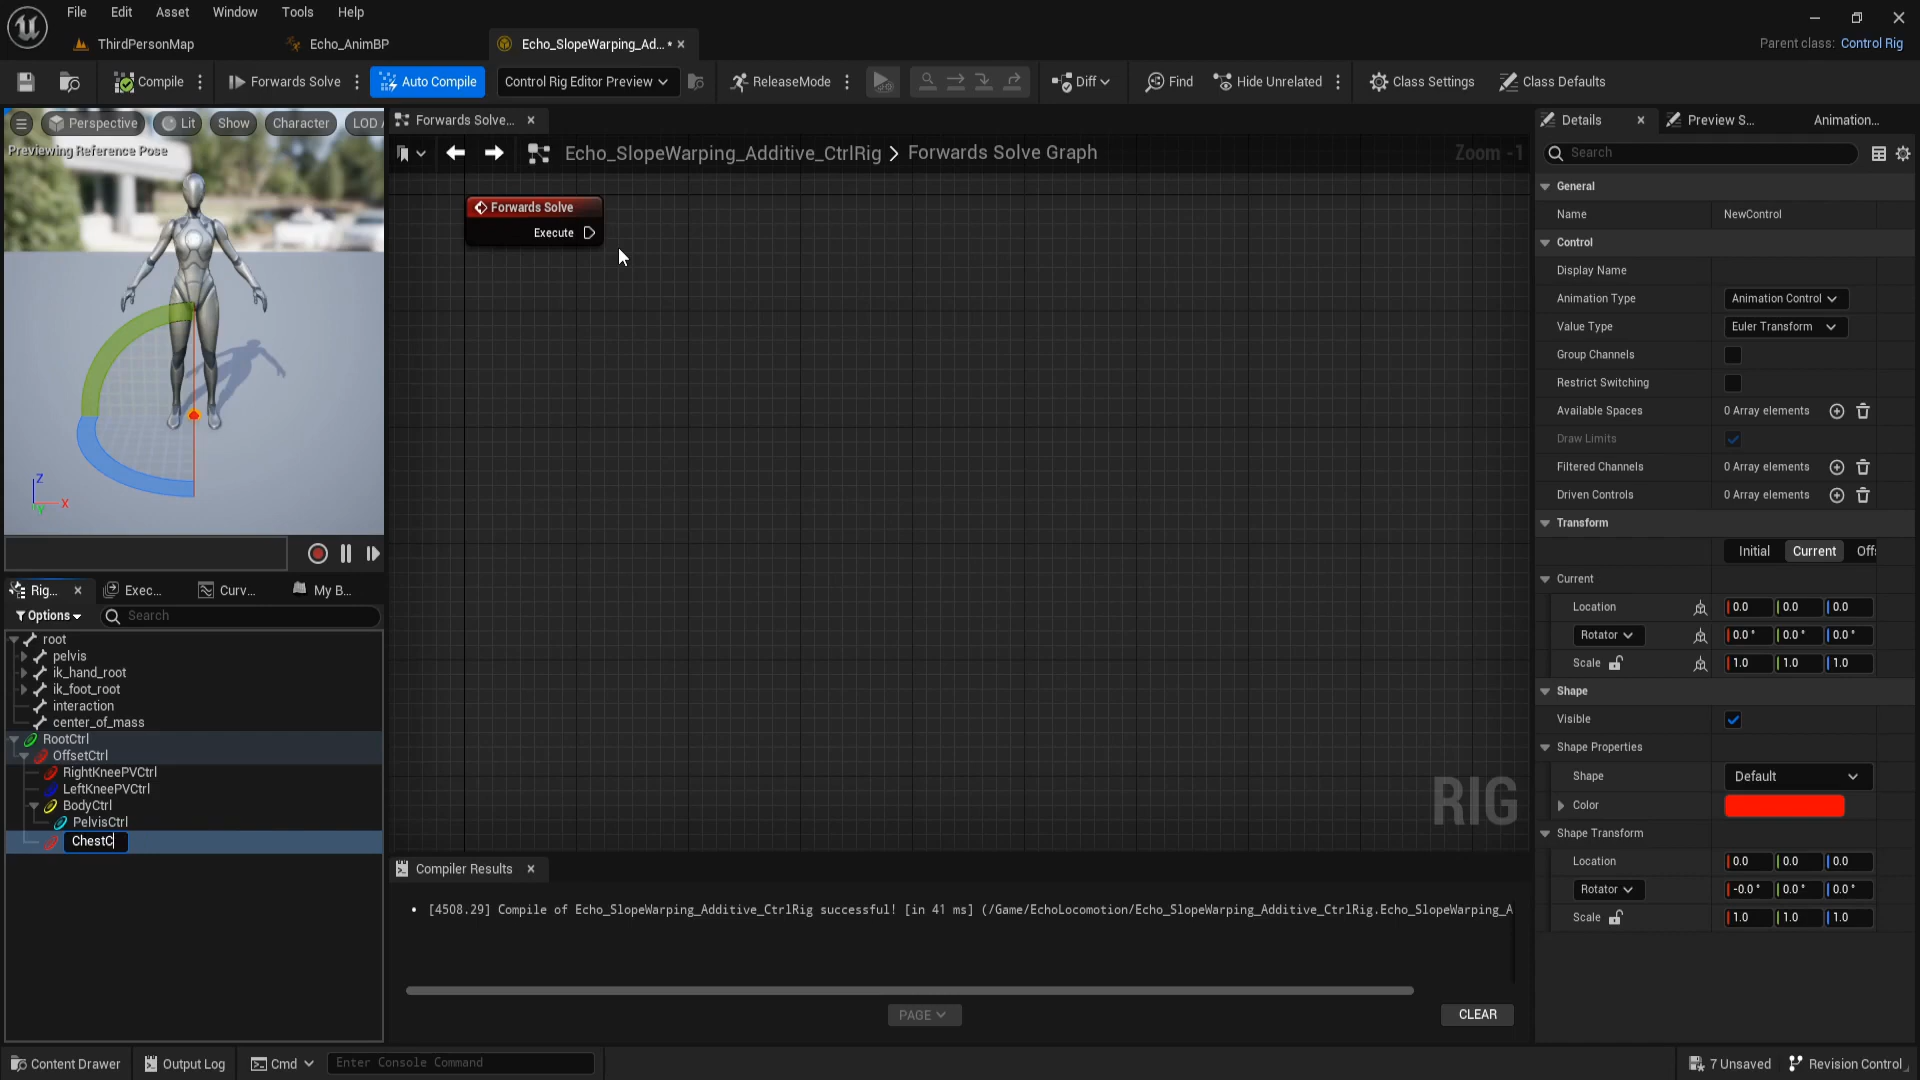 File Edit Asset Window Tools Help
ThirdPersonMap
Echo_AnimBP
Echo_SlopeWarping_Ad... •
Parent class: Control Rig
Compile
Forwards Solve
Auto Compile
Control Rig Editor Preview
ReleaseMode
Diff
Find
Hide Unrelated
Class Settings
Class Defaults
Perspective
Lit
Show
Character
LOD
Previewing Reference Pose
Z
X
Y
Rig...
Exec...
Curv...
My B...
Options
Search
root
pelvis
ik_hand_root
ik_foot_root
interaction
center_of_mass
RootCtrl
OffsetCtrl
RightKneePVCtrl
LeftKneePVCtrl
BodyCtrl
PelvisCtrl
ChestC
Forwards Solve...
Echo_SlopeWarping_Additive_CtrlRig > Forwards Solve Graph
Zoom -1
Forwards Solve
Execute
RIG
Compiler Results
• [4508.29] Compile of Echo_SlopeWarping_Additive_CtrlRig successful! [in 41 ms] (/Game/EchoLocomotion/Echo_SlopeWarping_Additive_CtrlRig.Echo_SlopeWarping_A
PAGE
CLEAR
Details
Preview S...
Animation...
Search
General
Name NewControl
Control
Display Name
Animation Type Animation Control
Value Type Euler Transform
Group Channels
Restrict Switching
Available Spaces 0 Array elements
Draw Limits
Filtered Channels 0 Array elements
Driven Controls 0 Array elements
Transform
Initial Current Off
Current
Location 0.0 0.0 0.0
Rotator 0.0 ° 0.0 ° 0.0 °
Scale 1.0 1.0 1.0
Shape
Visible
Shape Properties
Shape Default
Color
Shape Transform
Location 0.0 0.0 0.0
Rotator -0.0 ° 0.0 ° 0.0 °
Scale 1.0 1.0 1.0
Content Drawer
Output Log
Cmd
Enter Console Command
7 Unsaved
Revision Control